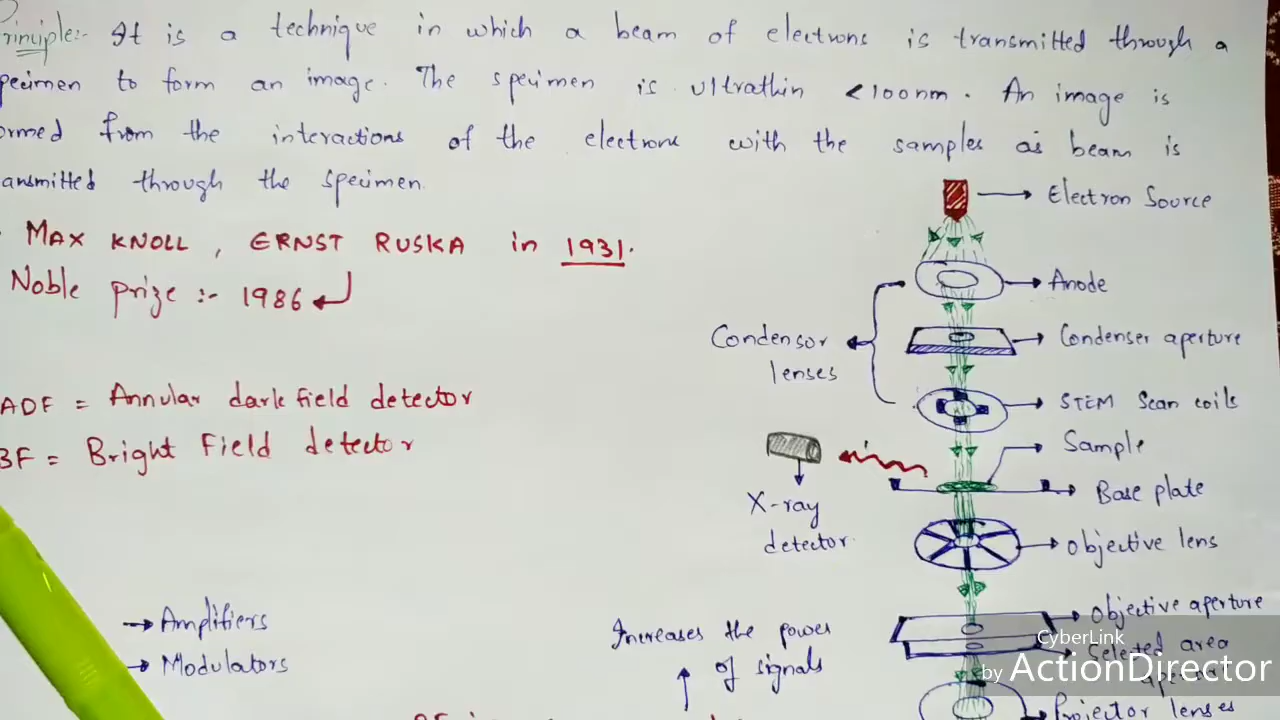 Principle:- It is a technique in which a beam of electrons is transmitted through a
pecimen to form an image. The specimen is ultrathin <100nm. An image is
ormed from the interactions of the electrons with the samples as beam is
ansmitted through the specimen.
MAX KNOLL, ERNST RUSKA in 1931.
Noble prize :- 1986
ADF = Annular dark field detector
BF = Bright Field detector
Amplifiers
Modulators
Electron Source
Anode
Condensor
lenses
Condenser aperture
STEM Scan coils
Sample
Base plate
X-ray
detector
Objective lens
Increases the power
of signals
Objective aperture
Selected area
Projector lenses
CyberLink
by ActionDirector